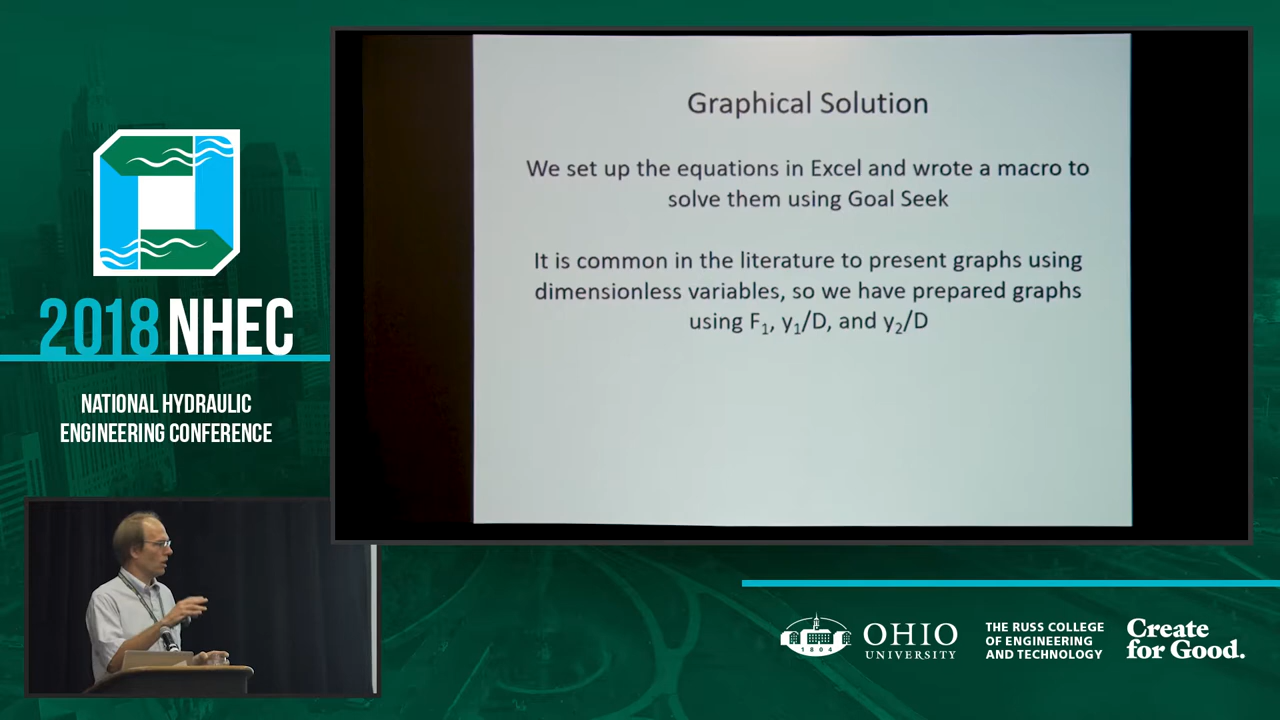 Graphical Solution
We set up the equations in Excel and wrote a macro to
solve them using Goal Seek
It is common in the literature to present graphs using
dimensionless variables, so we have prepared graphs
using F₁, y₁/D, and y₂/D
2018 NHEC
NATIONAL HYDRAULIC
ENGINEERING CONFERENCE
1804
OHIO
UNIVERSITY
THE RUSS COLLEGE
OF ENGINEERING
AND TECHNOLOGY
Create
for Good.